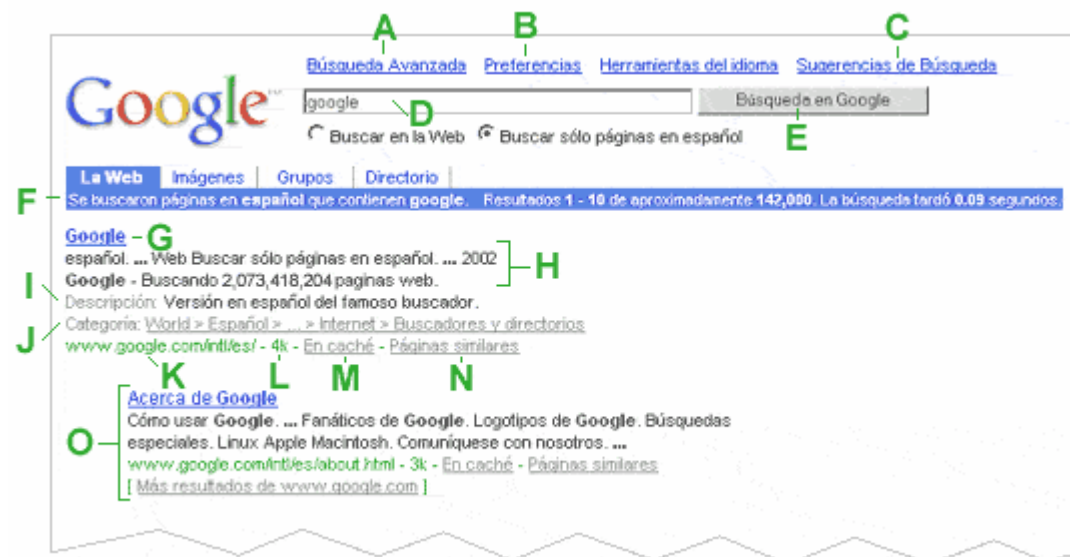 A B C
Búsqueda Avanzada Preferencias Herramientas del idioma Sugerencias de Búsqueda
Google™ google D Búsqueda en Google
Buscar en la Web Buscar sólo páginas en español E
La Web Imágenes Grupos Directorio
F Se buscaron páginas en español que contienen google. Resultados 1 - 10 de aproximadamente 142,000. La búsqueda tardó 0.09 segundos.
Google G
español. ... Web Buscar sólo páginas en español. ... 2002 H
Google - Buscando 2,073,418,204 paginas web.
I Descripción: Versión en español del famoso buscador.
J Categoría: World > Español > ... > Internet > Buscadores y directorios
www.google.com/intl/es/ - 4k - En caché - Páginas similares
K L M N
Acerca de Google
Cómo usar Google. ... Fanáticos de Google. Logotipos de Google. Búsquedas
O especiales. Linux Apple Macintosh. Comuníquese con nosotros. ...
www.google.com/intl/es/about.html - 3k - En caché - Páginas similares
[ Más resultados de www.google.com ]